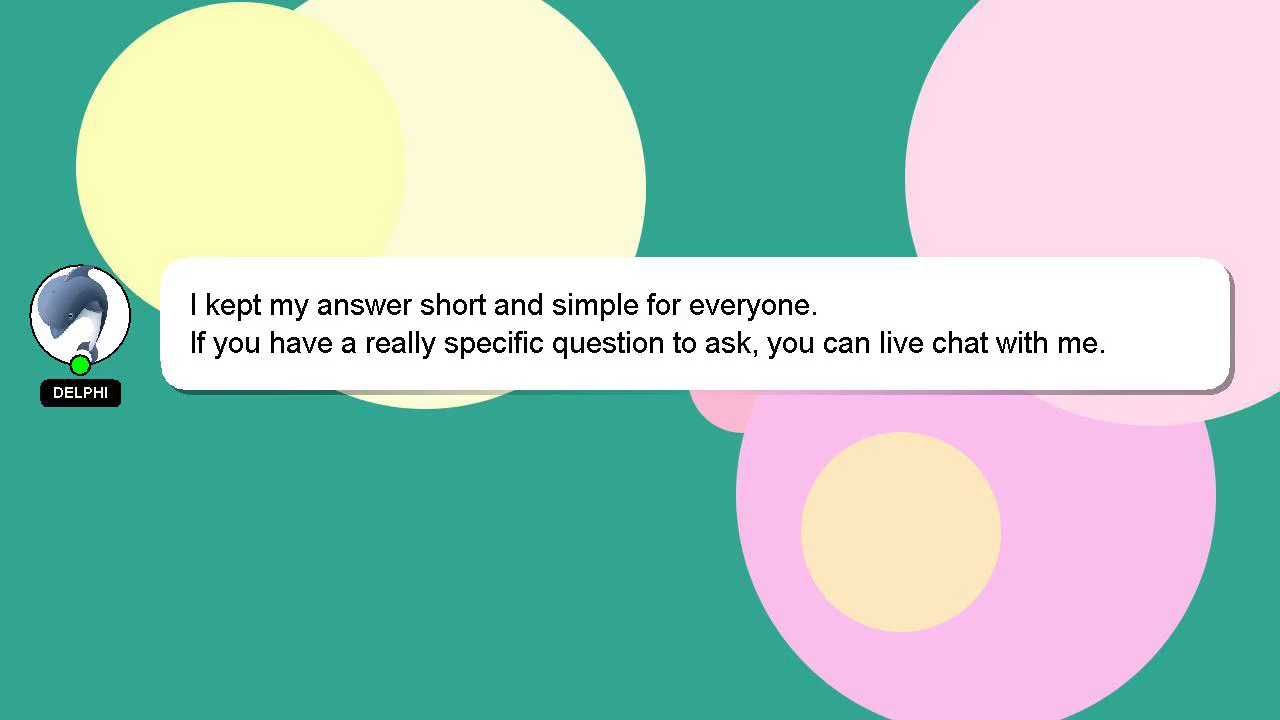 I kept my answer short and simple for everyone.
If you have a really specific question to ask, you can live chat with me.
DELPHI